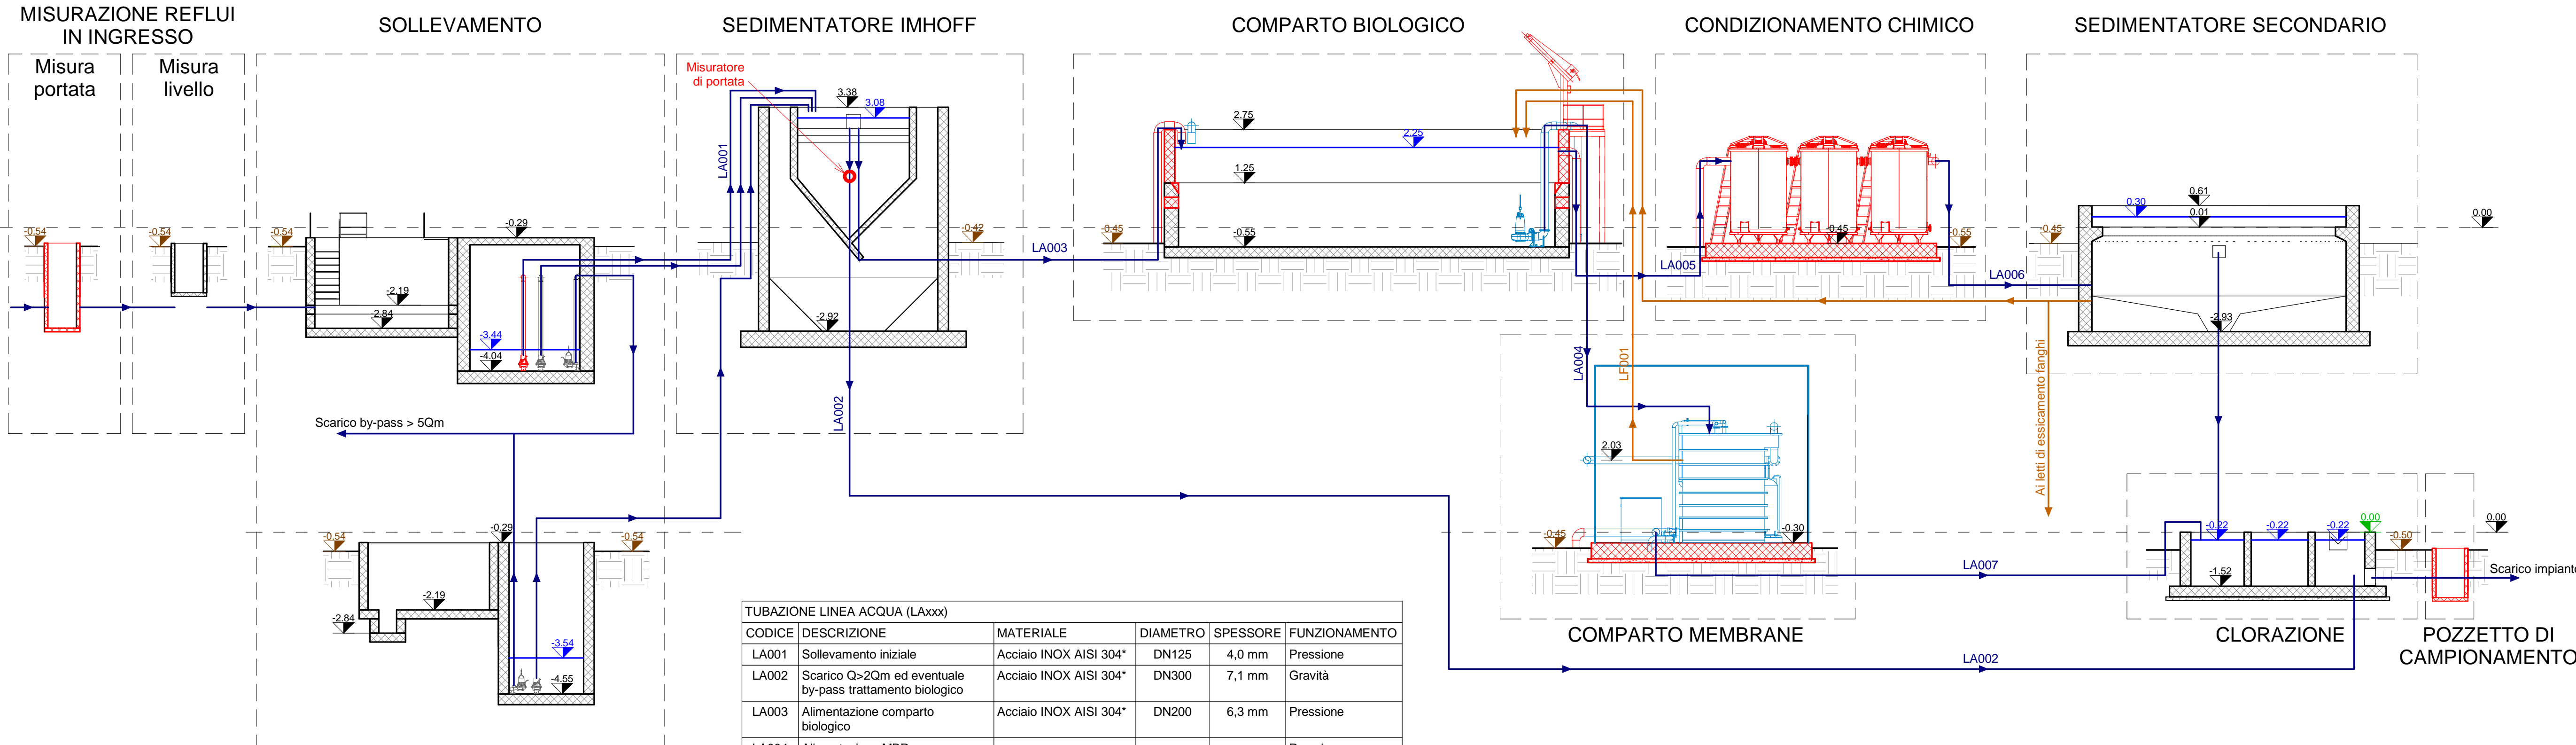 MISURAZIONE REFLUI
IN INGRESSO
SOLLEVAMENTO
SEDIMENTATORE IMHOFF
COMPARTO BIOLOGICO
CONDIZIONAMENTO CHIMICO
SEDIMENTATORE SECONDARIO
Misura
portata
Misura
livello
Misuratore
di portata
3.38
3.08
LA001
2.75
2.25
1.25
-0.55
-0.45
-0.54
-0.54
-0.54
-0.29
-2.19
-2.84
-3.44
-4.04
-0.42
-2.92
LA003
LA005
-0.45
-0.55
LA006
-0.45
0.61
0.30
0.01
0.00
-2.93
Scarico by-pass > 5Qm
LA002
LA004
LF001
Ai letti di essicamento fanghi
2.03
-0.45
-0.30
LA007
-0.54
-0.29
-0.54
-2.19
-2.84
-3.54
-4.55
-0.22
-0.22
-0.22
0.00
-0.50
0.00
-1.52
Scarico impianto
COMPARTO MEMBRANE
CLORAZIONE
POZZETTO DI
CAMPIONAMENTO
LA002
TUBAZIONE LINEA ACQUA (LAxxx)
CODICE DESCRIZIONE MATERIALE DIAMETRO SPESSORE FUNZIONAMENTO
LA001 Sollevamento iniziale Acciaio INOX AISI 304* DN125 4,0 mm Pressione
LA002 Scarico Q>2Qm ed eventuale Acciaio INOX AISI 304* DN300 7,1 mm Gravità
by-pass trattamento biologico
LA003 Alimentazione comparto Acciaio INOX AISI 304* DN200 6,3 mm Pressione
biologico